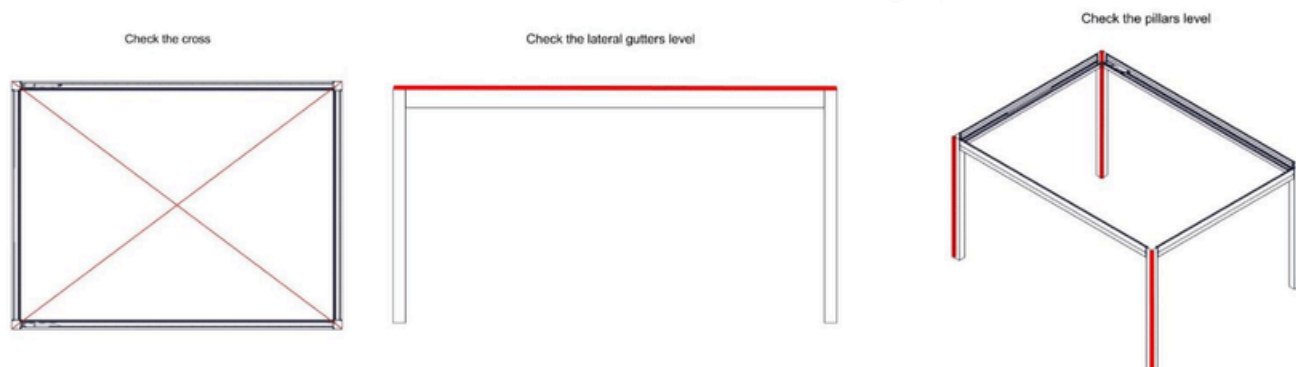 Check the cross
Check the lateral gutters level
Check the pillars level